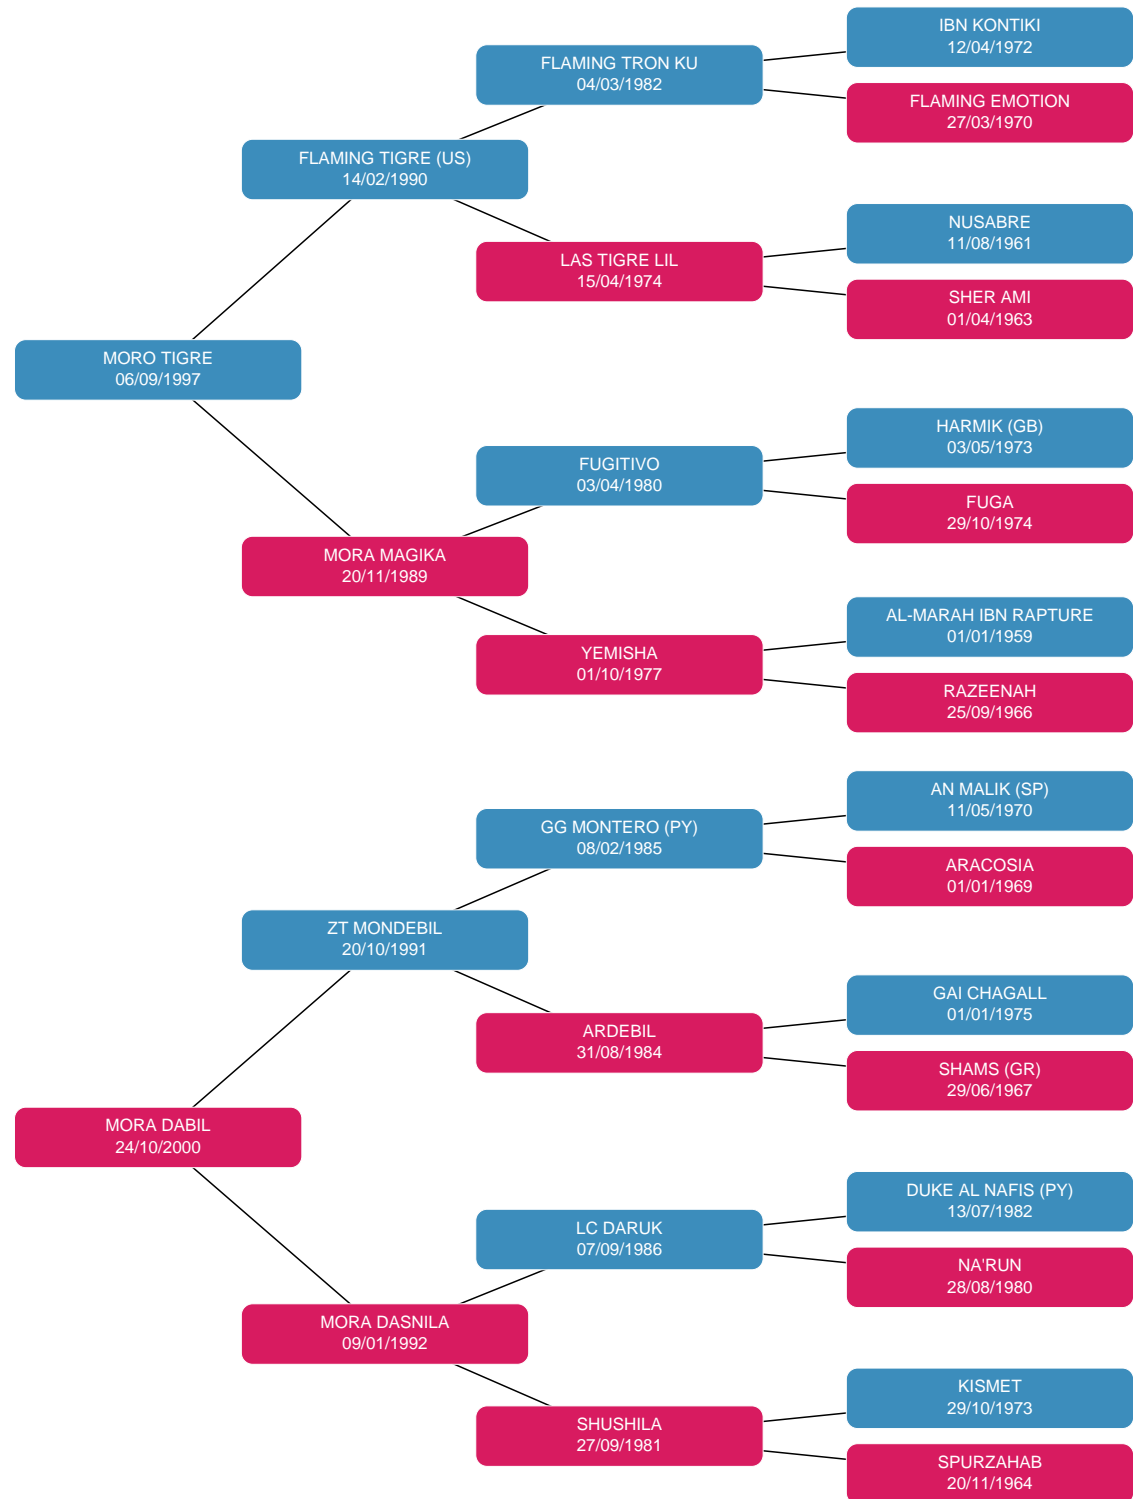 IBN KONTIKI
12/04/1972
FLAMING TRON KU
04/03/1982
FLAMING EMOTION
27/03/1970
FLAMING TIGRE (US)
14/02/1990
NUSABRE
11/08/1961
LAS TIGRE LIL
15/04/1974
SHER AMI
01/04/1963
MORO TIGRE
06/09/1997
HARMIK (GB)
03/05/1973
FUGITIVO
03/04/1980
FUGA
29/10/1974
MORA MAGIKA
20/11/1989
AL-MARAH IBN RAPTURE
01/01/1959
YEMISHA
01/10/1977
RAZEENAH
25/09/1966
AN MALIK (SP)
11/05/1970
GG MONTERO (PY)
08/02/1985
ARACOSIA
01/01/1969
ZT MONDEBIL
20/10/1991
GAI CHAGALL
01/01/1975
ARDEBIL
31/08/1984
SHAMS (GR)
29/06/1967
MORA DABIL
24/10/2000
DUKE AL NAFIS (PY)
13/07/1982
LC DARUK
07/09/1986
NA'RUN
28/08/1980
MORA DASNILA
09/01/1992
KISMET
29/10/1973
SHUSHILA
27/09/1981
SPURZAHAB
20/11/1964